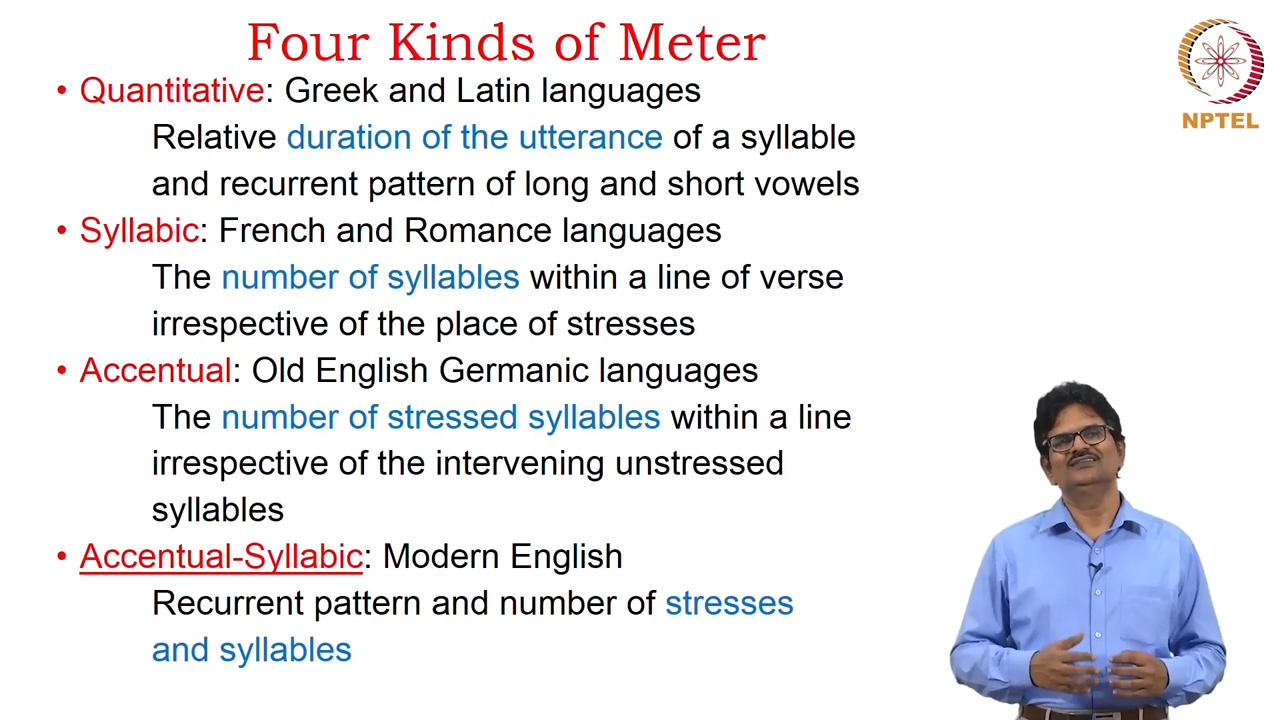 Four Kinds of Meter
• Quantitative: Greek and Latin languages
Relative duration of the utterance of a syllable
and recurrent pattern of long and short vowels
• Syllabic: French and Romance languages
The number of syllables within a line of verse
irrespective of the place of stresses
• Accentual: Old English Germanic languages
The number of stressed syllables within a line
irrespective of the intervening unstressed
syllables
• Accentual-Syllabic: Modern English
Recurrent pattern and number of stresses
and syllables
NPTEL